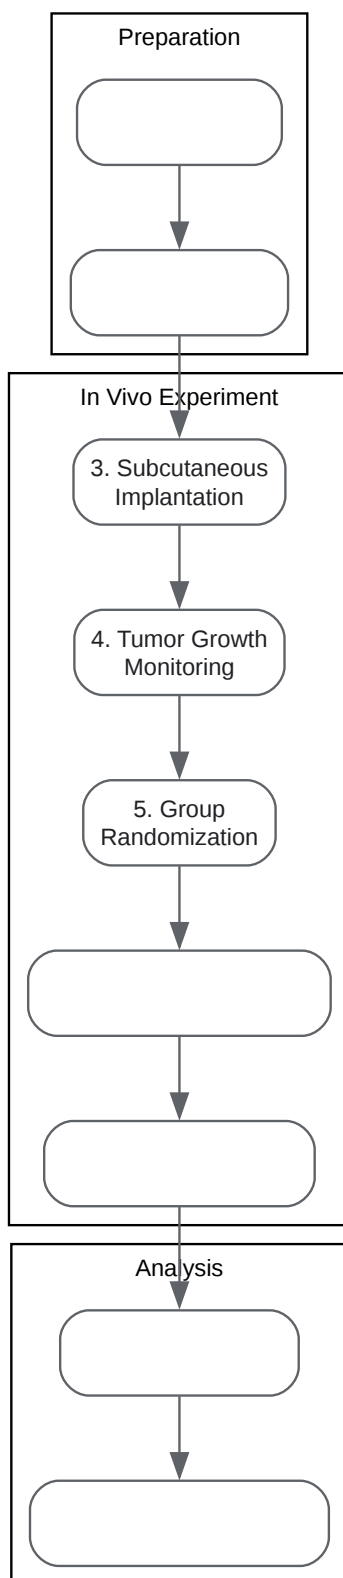 Preparation
In Vivo Experiment
3. Subcutaneous
Implantation
4. Tumor Growth
Monitoring
5. Group
Randomization
Analysis